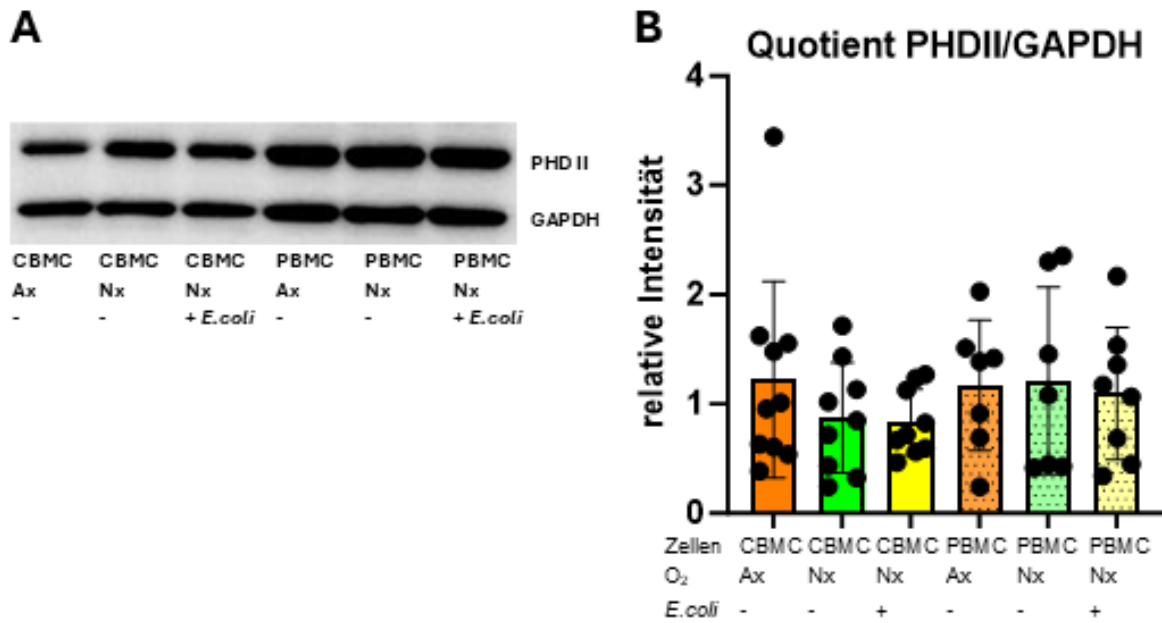 A
PHD II
GAPDH
CBMC CBMC CBMC PBMC PBMC PBMC
Ax Nx Nx Ax Nx Nx
- - + E.coli - - + E.coli
B
Quotient PHDII/GAPDH
relative Intensität
4
3
2
1
0
Zellen CBMC CBMC CBMC PBMC PBMC PBMC
O₂ Ax Nx Nx Ax Nx Nx
E.coli - - + - - +